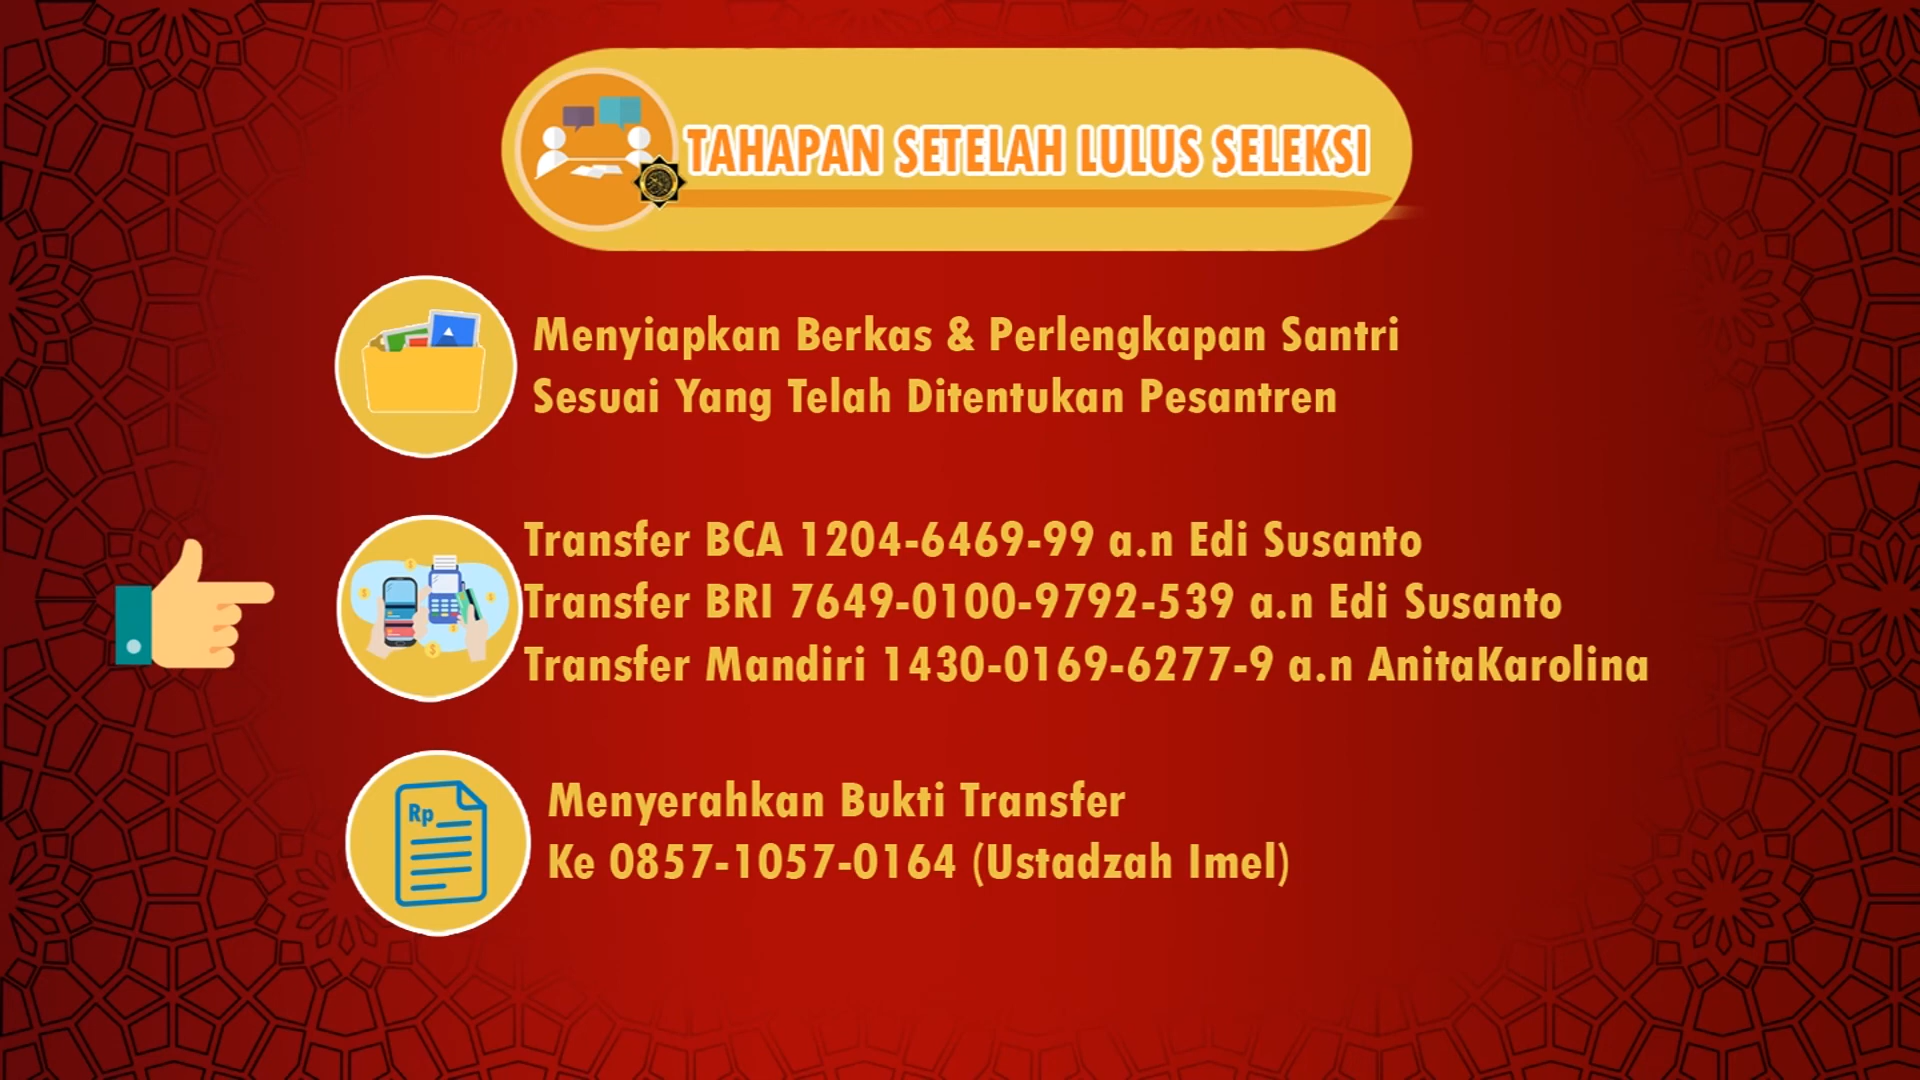 TAHAPAN SETELAH LULUS SELEKSI
Menyiapkan Berkas & Perlengkapan Santri
Sesuai Yang Telah Ditentukan Pesantren
Transfer BCA 1204-6469-99 a.n Edi Susanto
Transfer BRI 7649-0100-9792-539 a.n Edi Susanto
Transfer Mandiri 1430-0169-6277-9 a.n AnitaKarolina
Rp
Menyerahkan Bukti Transfer
Ke 0857-1057-0164 (Ustadzah Imel)